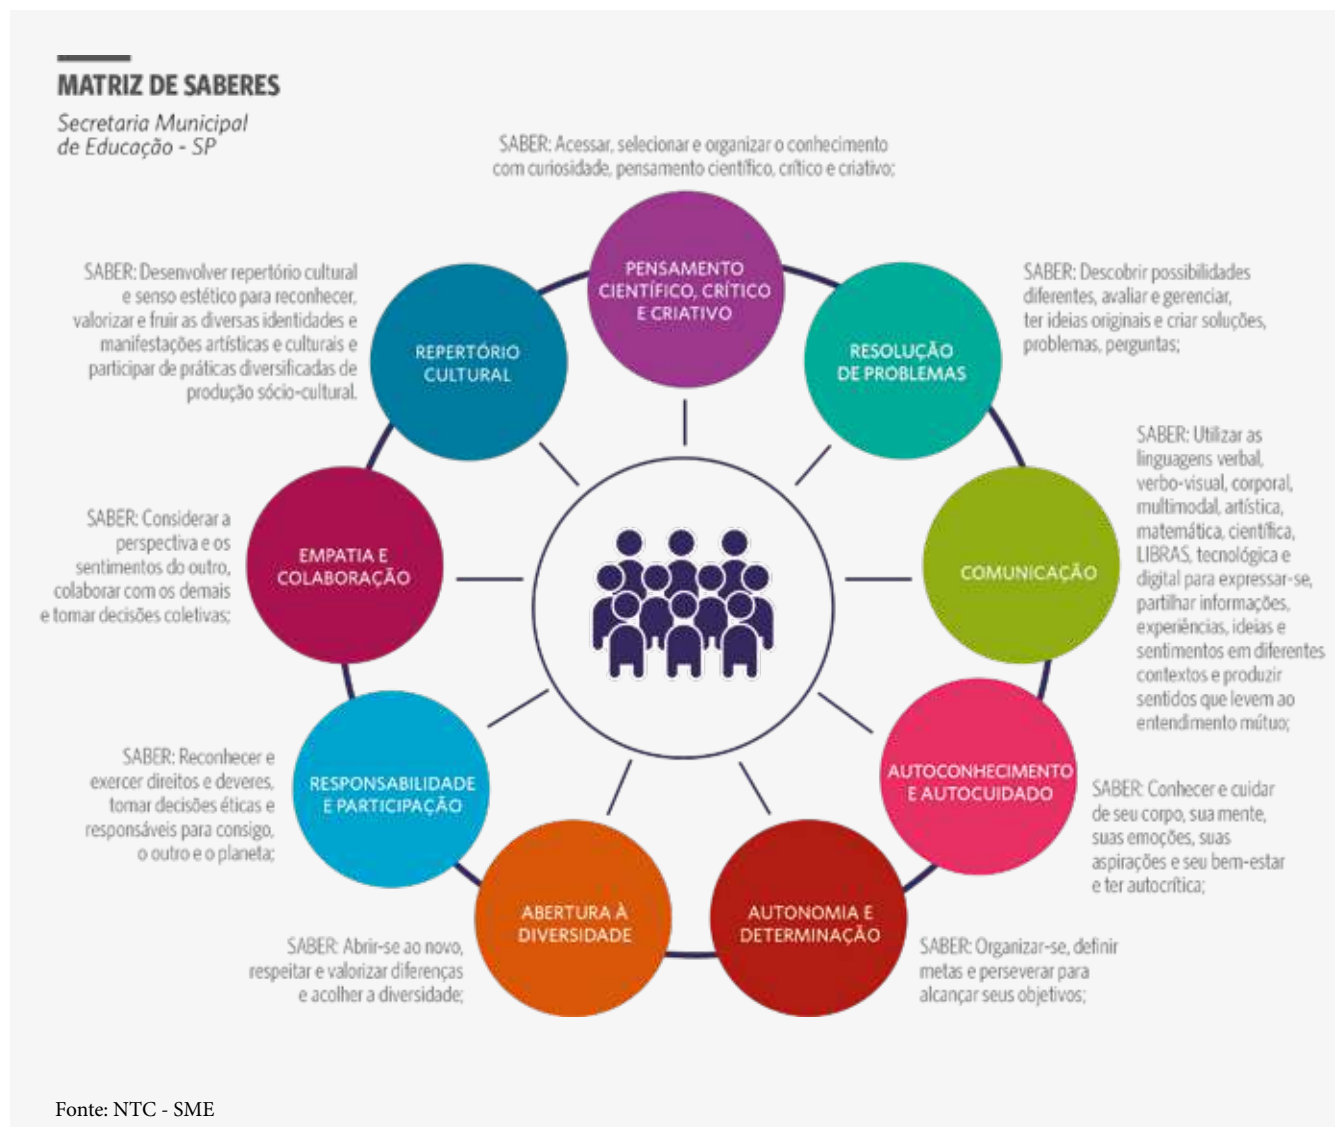 MATRIZ DE SABERES
Secretaria Municipal
de Educação - SP
SABER: Acessar, selecionar e organizar o conhecimento
com curiosidade, pensamento científico, crítico e criativo;
PENSAMENTO
CIENTÍFICO, CRÍTICO
E CRIATIVO
SABER: Descobrir possibilidades
diferentes, avaliar e gerenciar,
ter ideias originais e criar soluções,
problemas, perguntas;
RESOLUÇÃO
DE PROBLEMAS
SABER: Utilizar as
linguagens verbal,
verbo-visual, corporal,
multimodal, artística,
matemática, científica,
LIBRAS, tecnológica e
digital para expressar-se,
partilhar informações,
experiências, ideias e
sentimentos em diferentes
contextos e produzir
sentidos que levem ao
entendimento mútuo;
COMUNICAÇÃO
AUTOCONHECIMENTO
E AUTOCUIDADO
SABER: Conhecer e cuidar
de seu corpo, sua mente,
suas emoções, suas
aspirações e seu bem-estar
e ter autocrítica;
AUTONOMIA E
DETERMINAÇÃO
SABER: Organizar-se, definir
metas e perseverar para
alcançar seus objetivos;
ABERTURA À
DIVERSIDADE
SABER: Abrir-se ao novo,
respeitar e valorizar diferenças
e acolher a diversidade;
RESPONSABILIDADE
E PARTICIPAÇÃO
SABER: Reconhecer e
exercer direitos e deveres,
tomar decisões éticas e
responsáveis para consigo,
o outro e o planeta;
EMPATIA E
COLABORAÇÃO
SABER: Considerar a
perspectiva e os
sentimentos do outro,
colaborar com os demais
e tomar decisões coletivas;
REPERTÓRIO
CULTURAL
SABER: Desenvolver repertório cultural
e senso estético para reconhecer,
valorizar e fruir as diversas identidades e
manifestações artísticas e culturais e
participar de práticas diversificadas de
produção sócio-cultural.
Fonte: NTC - SME